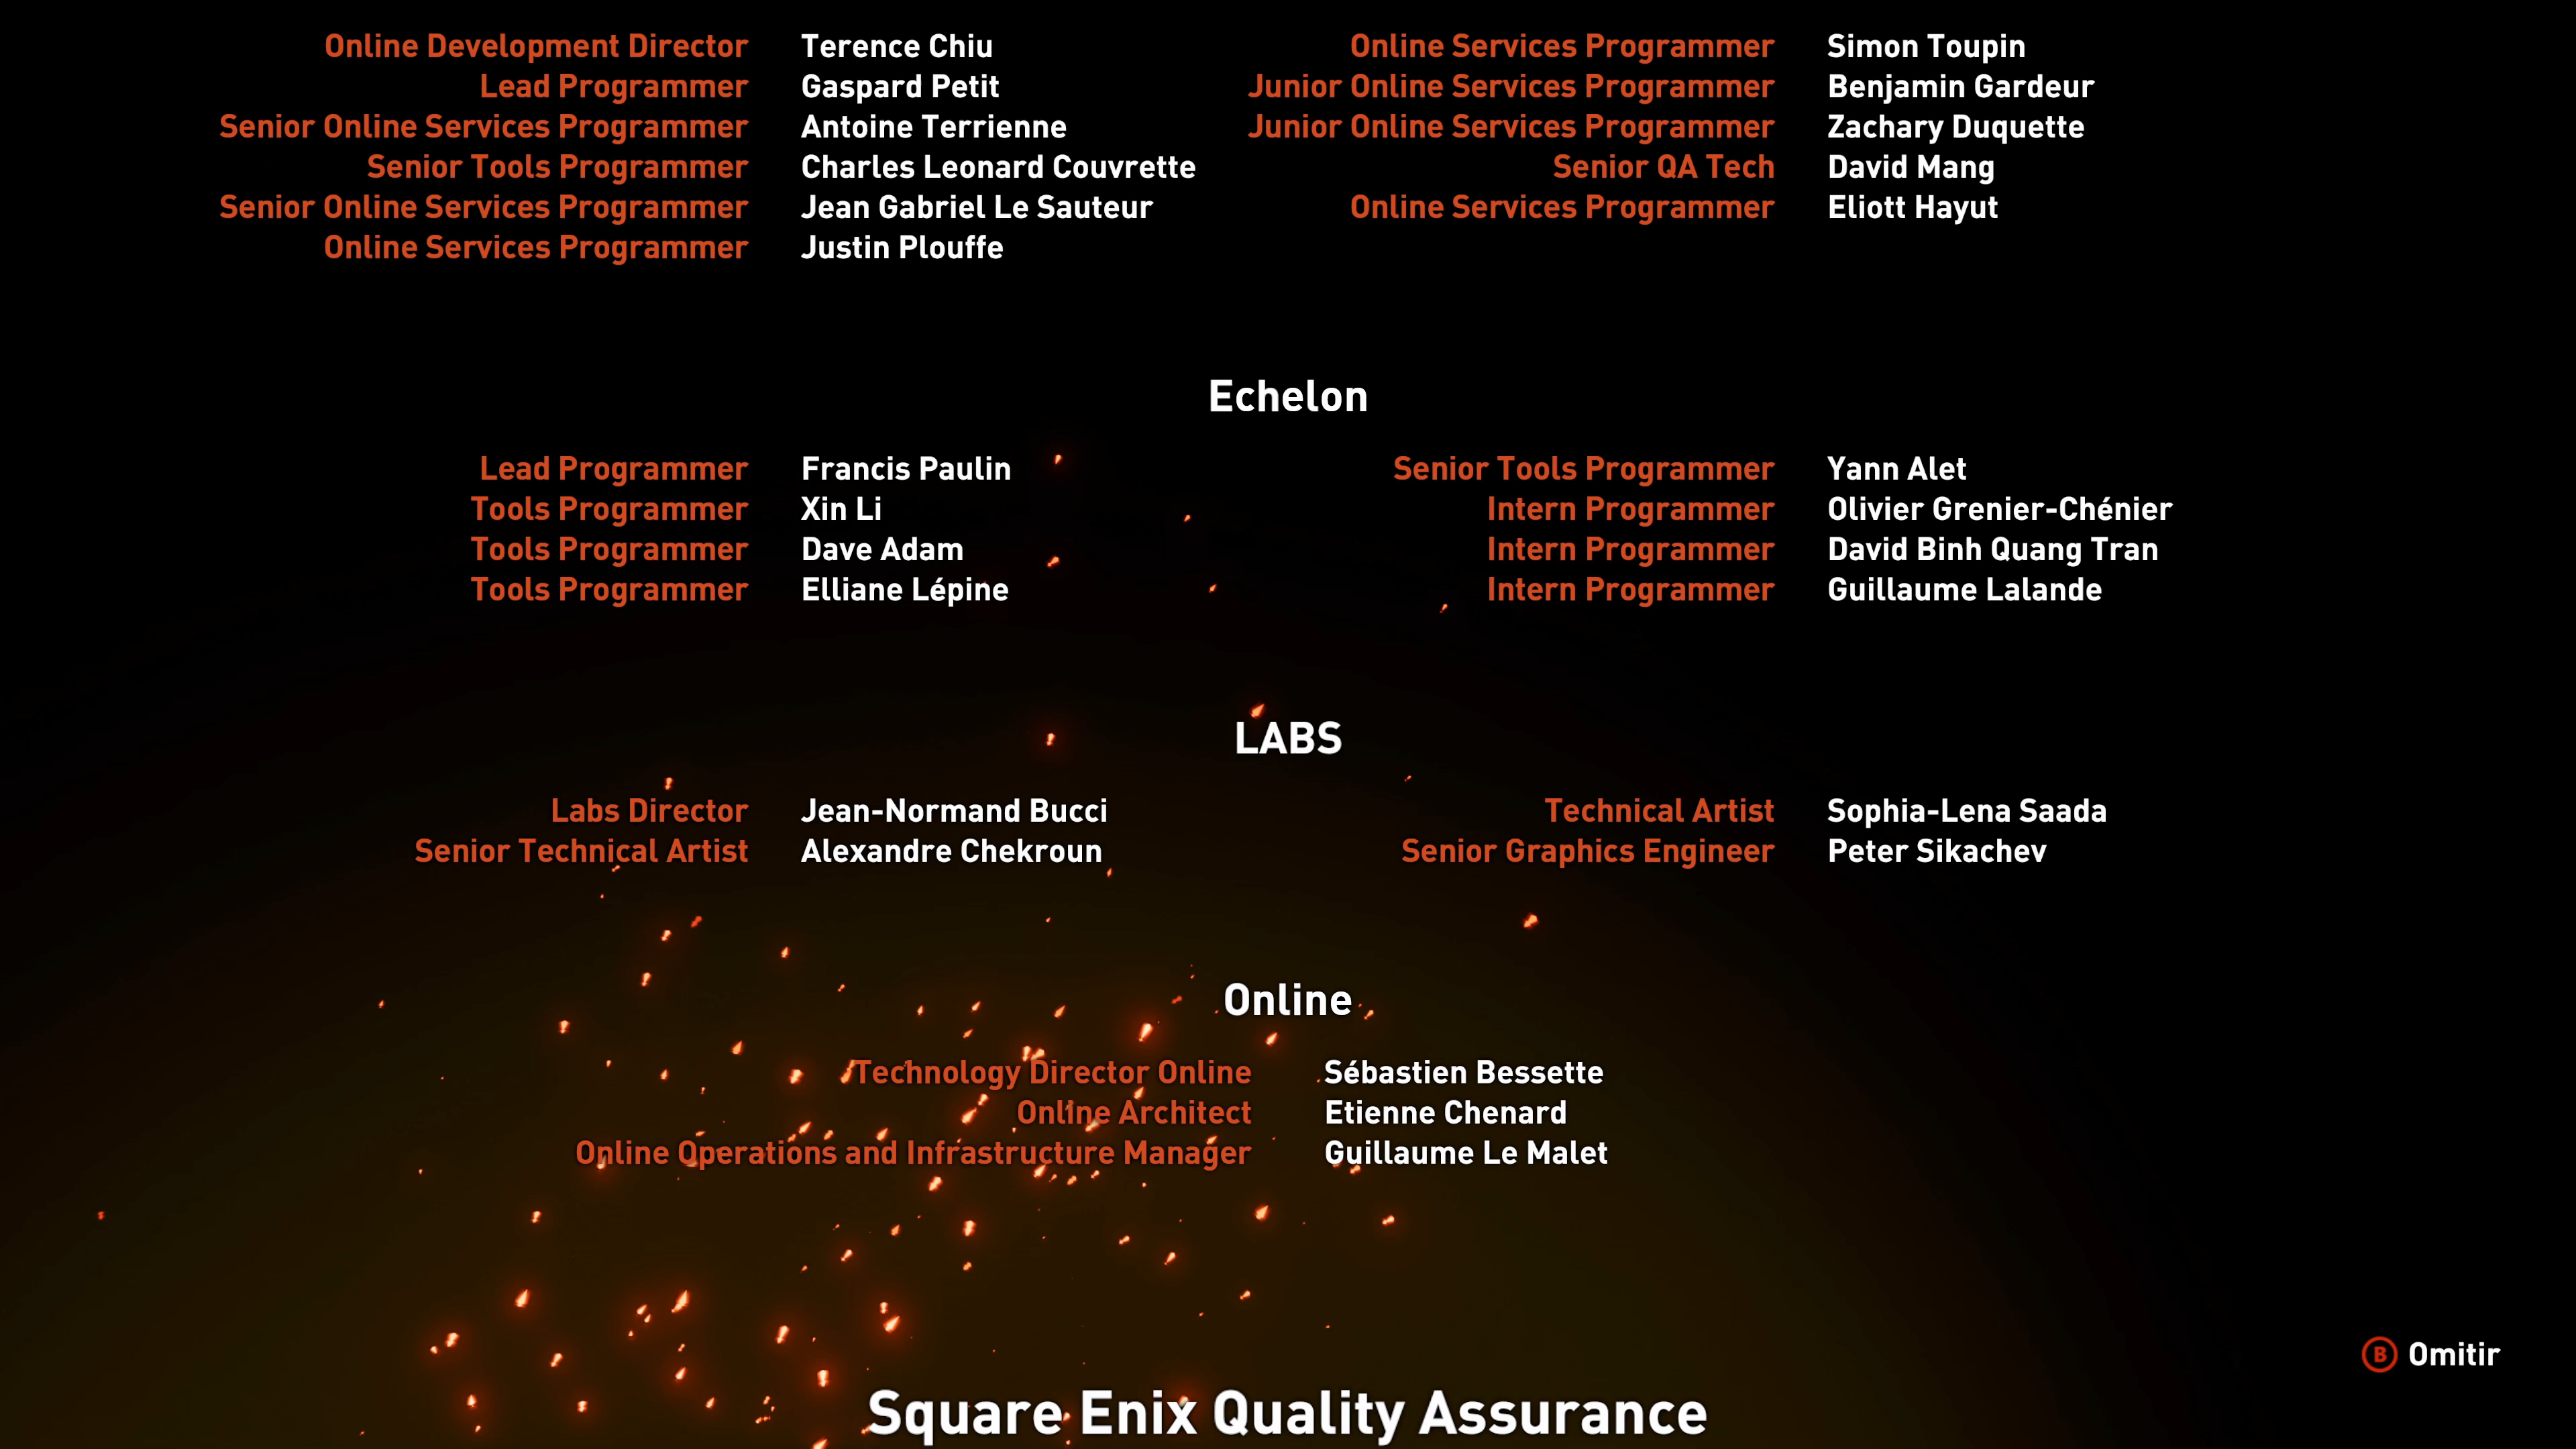 Online Development Director Terence Chiu
Lead Programmer Gaspard Petit
Senior Online Services Programmer Antoine Terrienne
Senior Tools Programmer Charles Leonard Couvrette
Senior Online Services Programmer Jean Gabriel Le Sauteur
Online Services Programmer Justin Plouffe
Online Services Programmer Simon Toupin
Junior Online Services Programmer Benjamin Gardeur
Junior Online Services Programmer Zachary Duquette
Senior QA Tech David Mang
Online Services Programmer Eliott Hayut
Echelon
Lead Programmer Francis Paulin
Tools Programmer Xin Li
Tools Programmer Dave Adam
Tools Programmer Elliane Lépine
Senior Tools Programmer Yann Alet
Intern Programmer Olivier Grenier-Chénier
Intern Programmer David Binh Quang Tran
Intern Programmer Guillaume Lalande
LABS
Labs Director Jean-Normand Bucci
Senior Technical Artist Alexandre Chekroun
Technical Artist Sophia-Lena Saada
Senior Graphics Engineer Peter Sikachev
Online
Technology Director Online Sébastien Bessette
Online Architect Etienne Chenard
Online Operations and Infrastructure Manager Guillaume Le Malet
B Omitir
Square Enix Quality Assurance